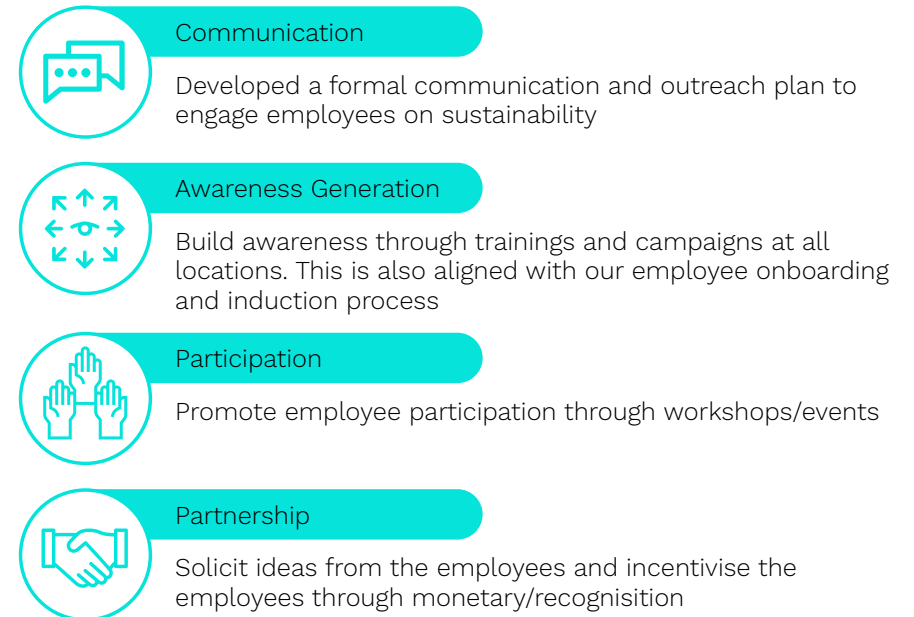 Communication
Developed a formal communication and outreach plan to
engage employees on sustainability
Awareness Generation
Build awareness through trainings and campaigns at all
locations. This is also aligned with our employee onboarding
and induction process
Participation
Promote employee participation through workshops/events
Partnership
Solicit ideas from the employees and incentivise the
employees through monetary/recognisition